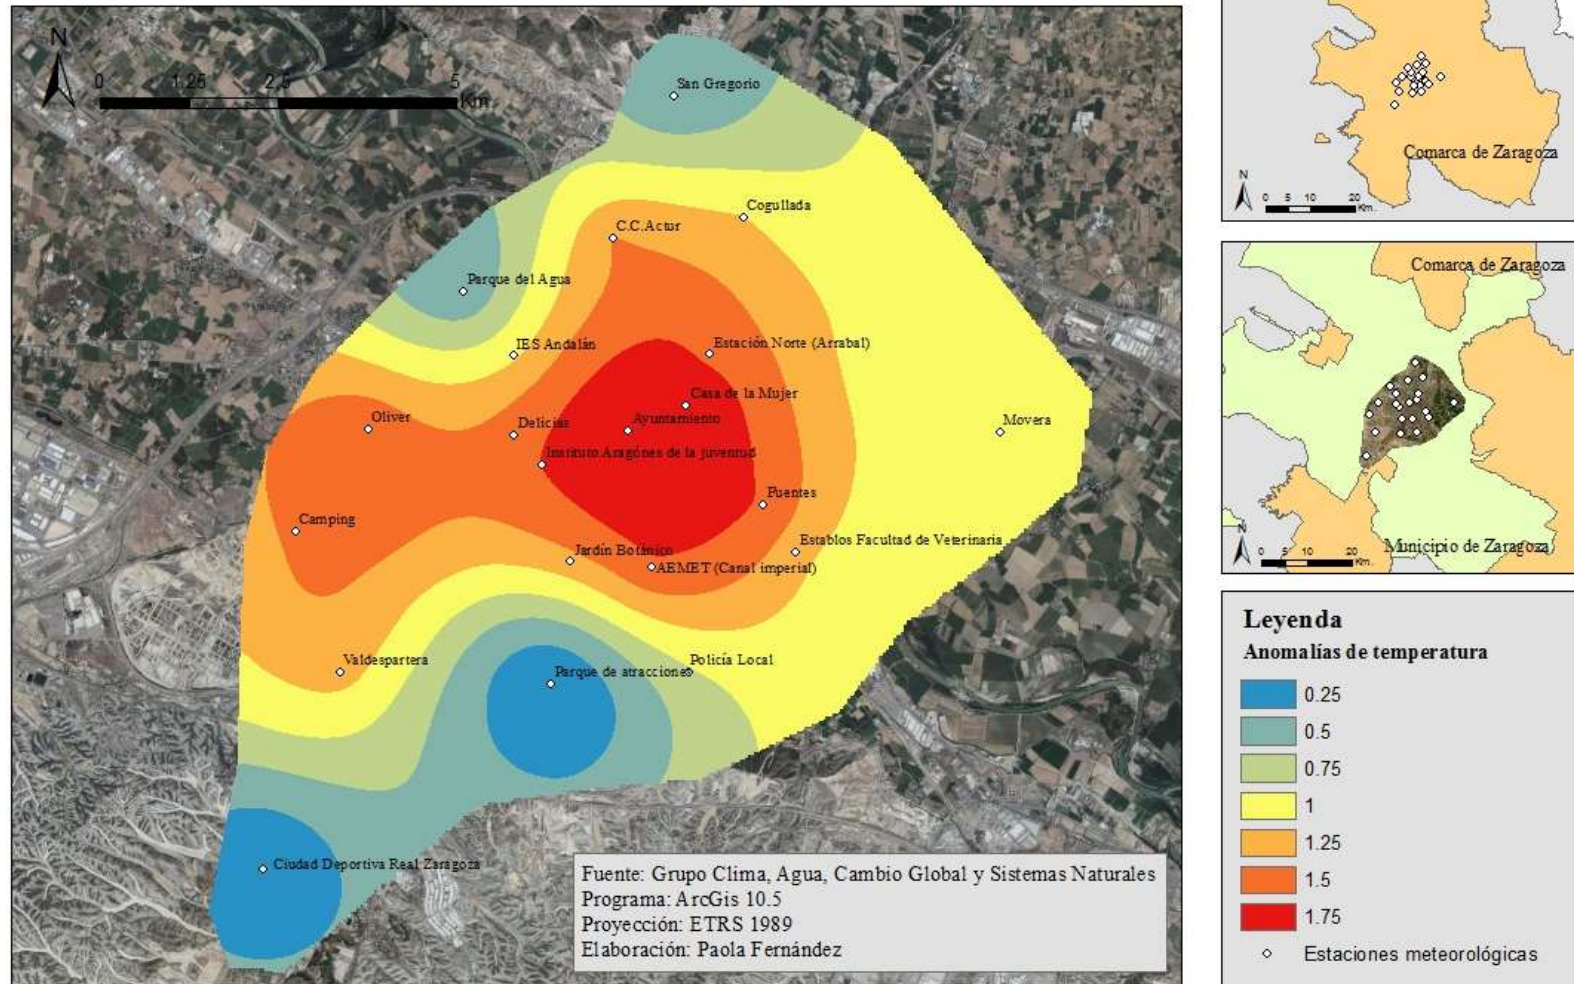 N
0 1.25 2,5 5
Km
San Gregorio
Cogullada
C.C.Actur
Parque del Agua
IES Andalán
Estación Norte (Arrabal)
Casa de la Mujer
Oliver
Delicias
Ayuntamiento
Movera
Instituto Aragónes de la juventud
Fuentes
Camping
Establos Facultad de Veterinaria
Jardín Botánico
AEMET (Canal imperial)
Valdespartera
Parque de atracciones
Policía Local
Ciudad Deportiva Real Zaragoza
Fuente: Grupo Clima, Agua, Cambio Global y Sistemas Naturales
Programa: ArcGis 10.5
Proyección: ETRS 1989
Elaboración: Paola Fernández
Comarca de Zaragoza
N
0 5 10 20
Km.
Comarca de Zaragoza
Municipio de Zaragoza
N
0 5 10 20
Km.
Leyenda
Anomalías de temperatura
0.25
0.5
0.75
1
1.25
1.5
1.75
Estaciones meteorológicas